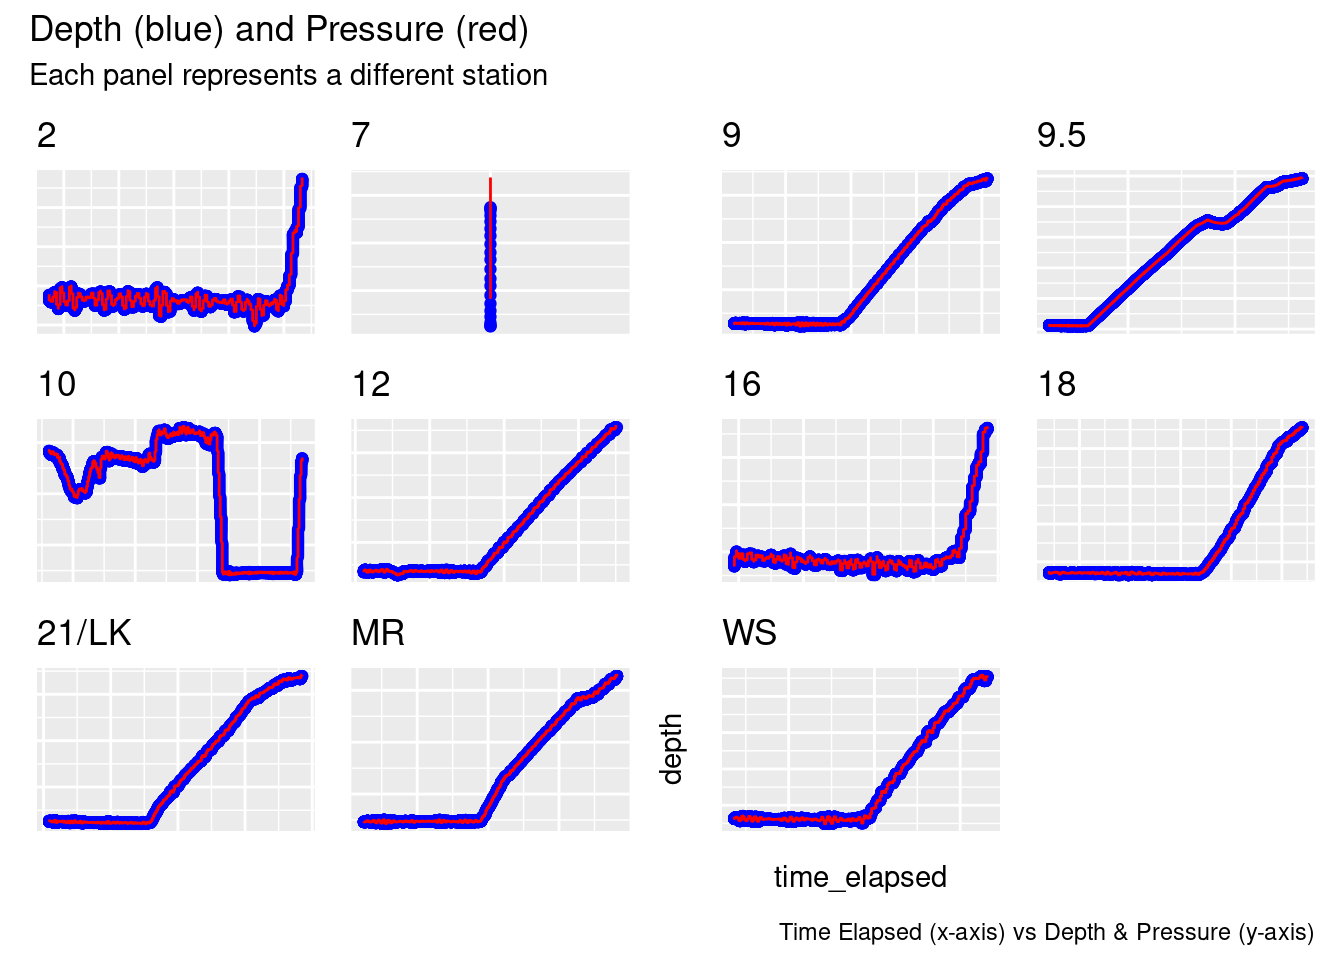 Depth (blue) and Pressure (red)
Each panel represents a different station
2
7
9
9.5
10
12
16
18
21/LK
MR
WS
depth
time_elapsed
Time Elapsed (x-axis) vs Depth & Pressure (y-axis)